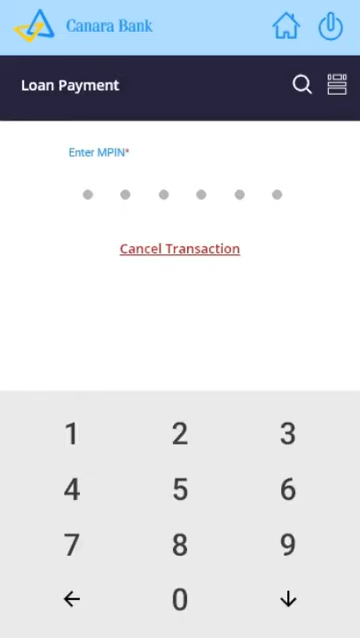 Canara Bank
Loan Payment
Enter MPIN*
Cancel Transaction
1 2 3
4 5 6
7 8 9
← 0 ↓